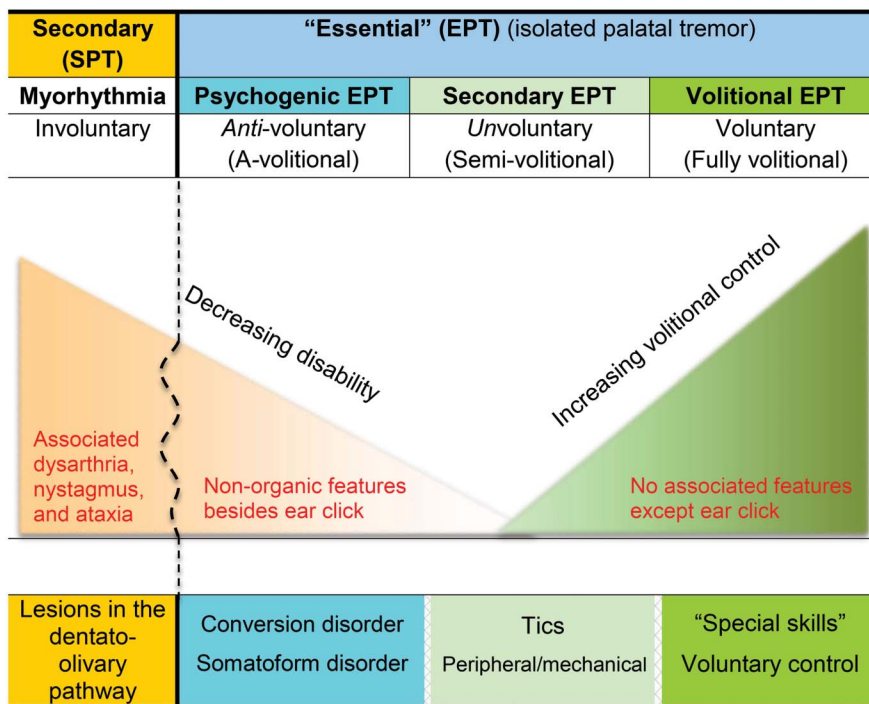 Secondary
(SPT)
“Essential” (EPT) (isolated palatal tremor)
Myorhythmia
Psychogenic EPT
Secondary EPT
Volitional EPT
Involuntary
Anti-voluntary
(A-volitional)
Unvoluntary
(Semi-volitional)
Voluntary
(Fully volitional)
Decreasing disability
Increasing volitional control
Associated
dysarthria,
nystagmus,
and ataxia
Non-organic features
besides ear click
No associated features
except ear click
Lesions in the
dentato-
olivary
pathway
Conversion disorder
Somatoform disorder
Tics
Peripheral/mechanical
“Special skills”
Voluntary control